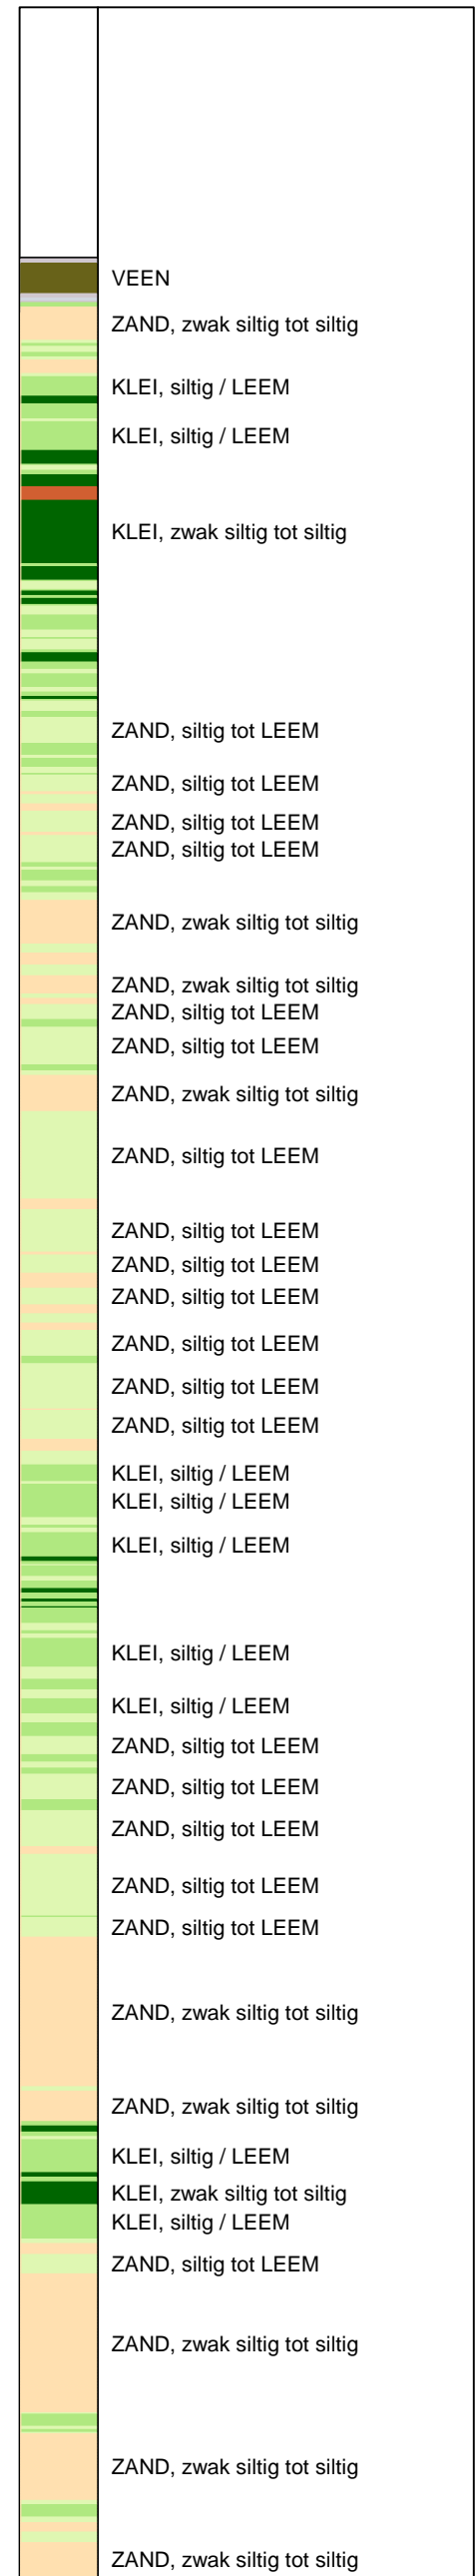 VEEN
ZAND, zwak siltig tot siltig
KLEI, siltig / LEEM
KLEI, siltig / LEEM
KLEI, zwak siltig tot siltig
ZAND, siltig tot LEEM
ZAND, siltig tot LEEM
ZAND, siltig tot LEEM
ZAND, siltig tot LEEM
ZAND, zwak siltig tot siltig
ZAND, zwak siltig tot siltig
ZAND, siltig tot LEEM
ZAND, siltig tot LEEM
ZAND, zwak siltig tot siltig
ZAND, siltig tot LEEM
ZAND, siltig tot LEEM
ZAND, siltig tot LEEM
ZAND, siltig tot LEEM
ZAND, siltig tot LEEM
ZAND, siltig tot LEEM
ZAND, siltig tot LEEM
KLEI, siltig / LEEM
KLEI, siltig / LEEM
KLEI, siltig / LEEM
KLEI, siltig / LEEM
KLEI, siltig / LEEM
ZAND, siltig tot LEEM
ZAND, siltig tot LEEM
ZAND, siltig tot LEEM
ZAND, siltig tot LEEM
ZAND, siltig tot LEEM
ZAND, zwak siltig tot siltig
ZAND, zwak siltig tot siltig
KLEI, siltig / LEEM
KLEI, zwak siltig tot siltig
KLEI, siltig / LEEM
ZAND, siltig tot LEEM
ZAND, zwak siltig tot siltig
ZAND, zwak siltig tot siltig
ZAND, zwak siltig tot siltig